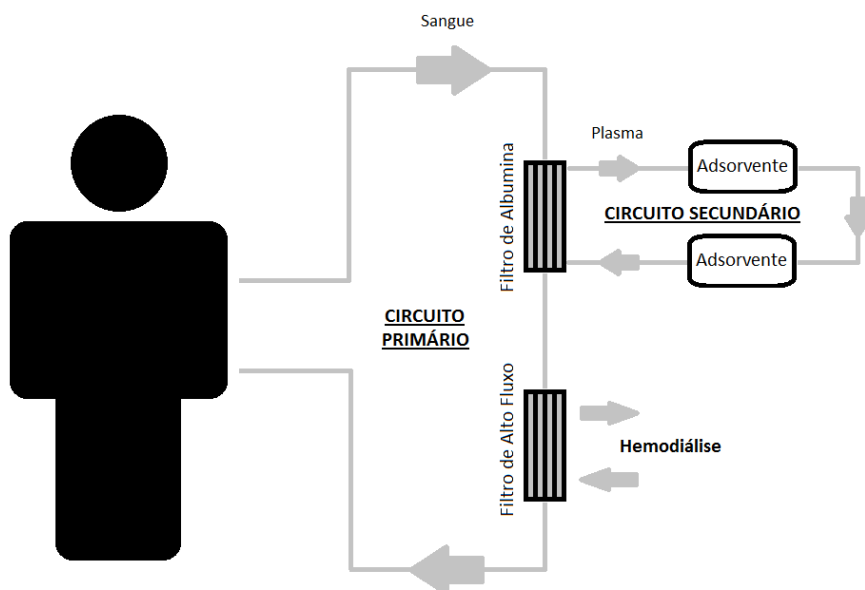 Sangue
Plasma
Adsorvente
CIRCUITO SECUNDÁRIO
Adsorvente
Filtro de Albumina
CIRCUITO
PRIMÁRIO
Filtro de Alto Fluxo
Hemodiálise